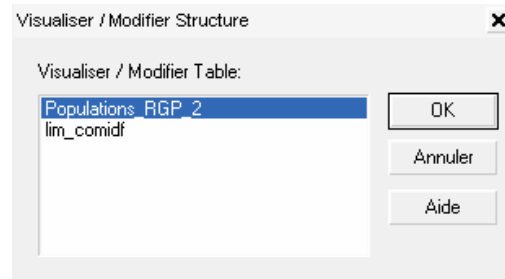 Visualiser / Modifier Structure
Visualiser / Modifier Table:
Populations_RGP_2
lim_comidf
OK
Annuler
Aide